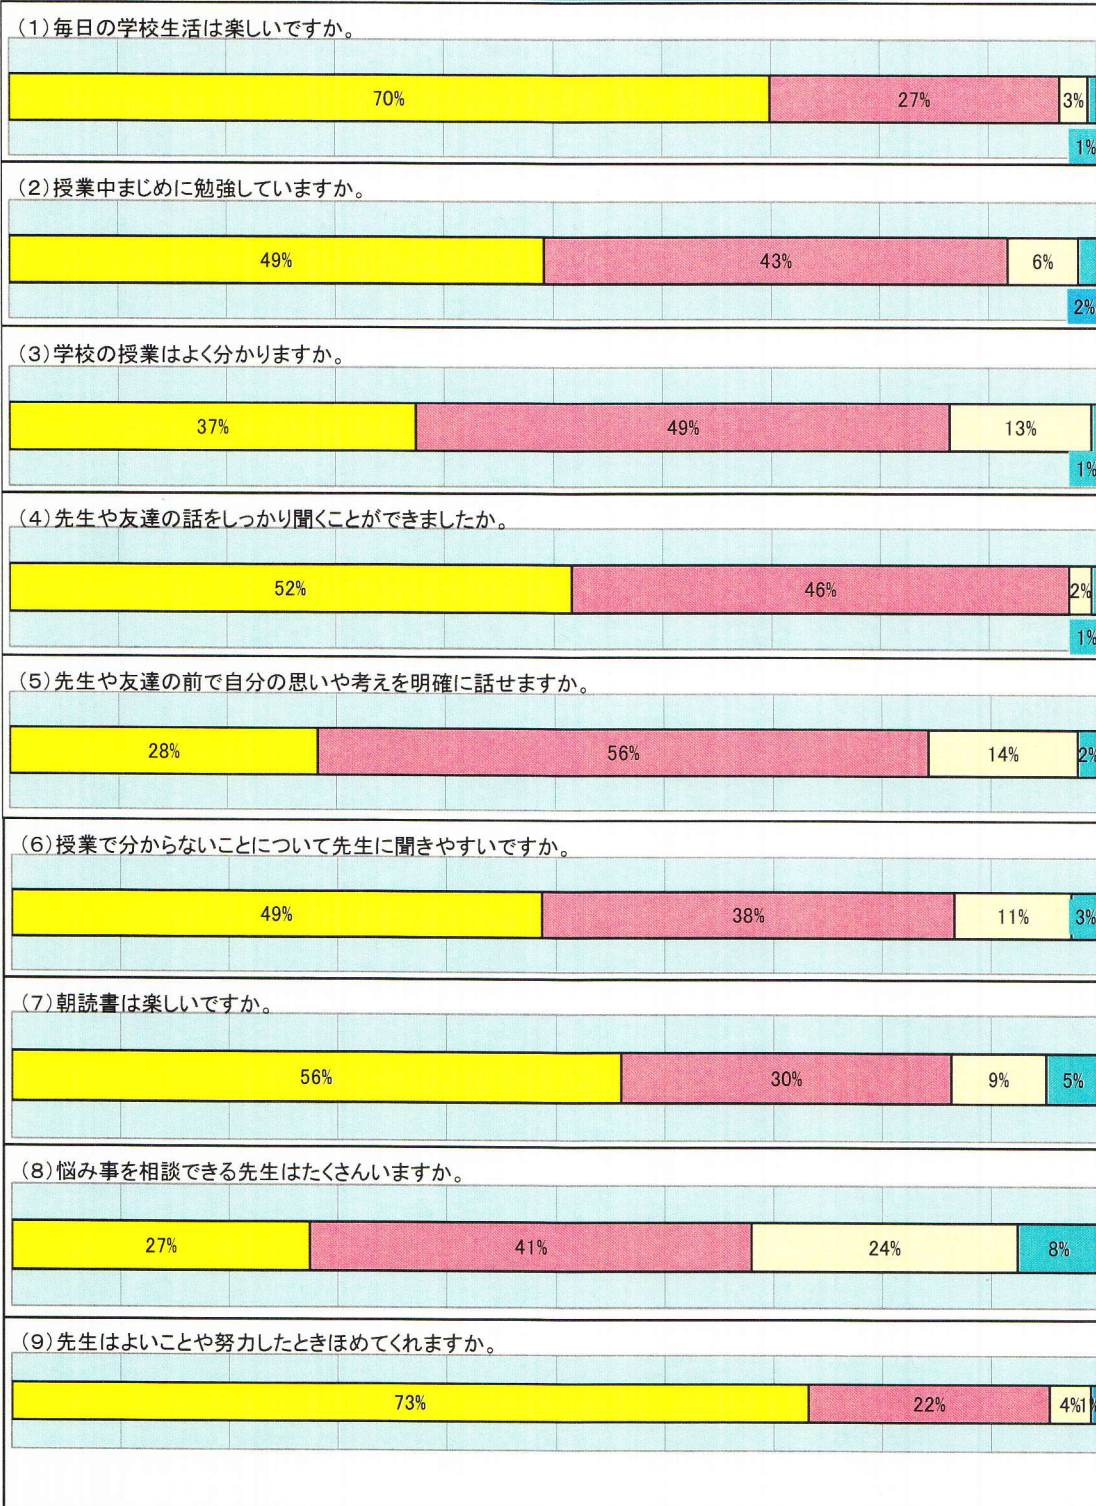 （1）毎日の学校生活は楽しいですか。
70% 27% 3%
1%
（2）授業中まじめに勉強していますか。
49% 43% 6%
2%
（3）学校の授業はよく分かりますか。
37% 49% 13%
1%
（4）先生や友達の話をしっかり聞くことができましたか。
52% 46% 2%
1%
（5）先生や友達の前で自分の思いや考えを明確に話せますか。
28% 56% 14% 2%
（6）授業で分からないことについて先生に聞きやすいですか。
49% 38% 11% 3%
（7）朝読書は楽しいですか。
56% 30% 9% 5%
（8）悩み事を相談できる先生はたくさんいますか。
27% 41% 24% 8%
（9）先生はよいことや努力したときほめてくれますか。
73% 22% 4% 1%